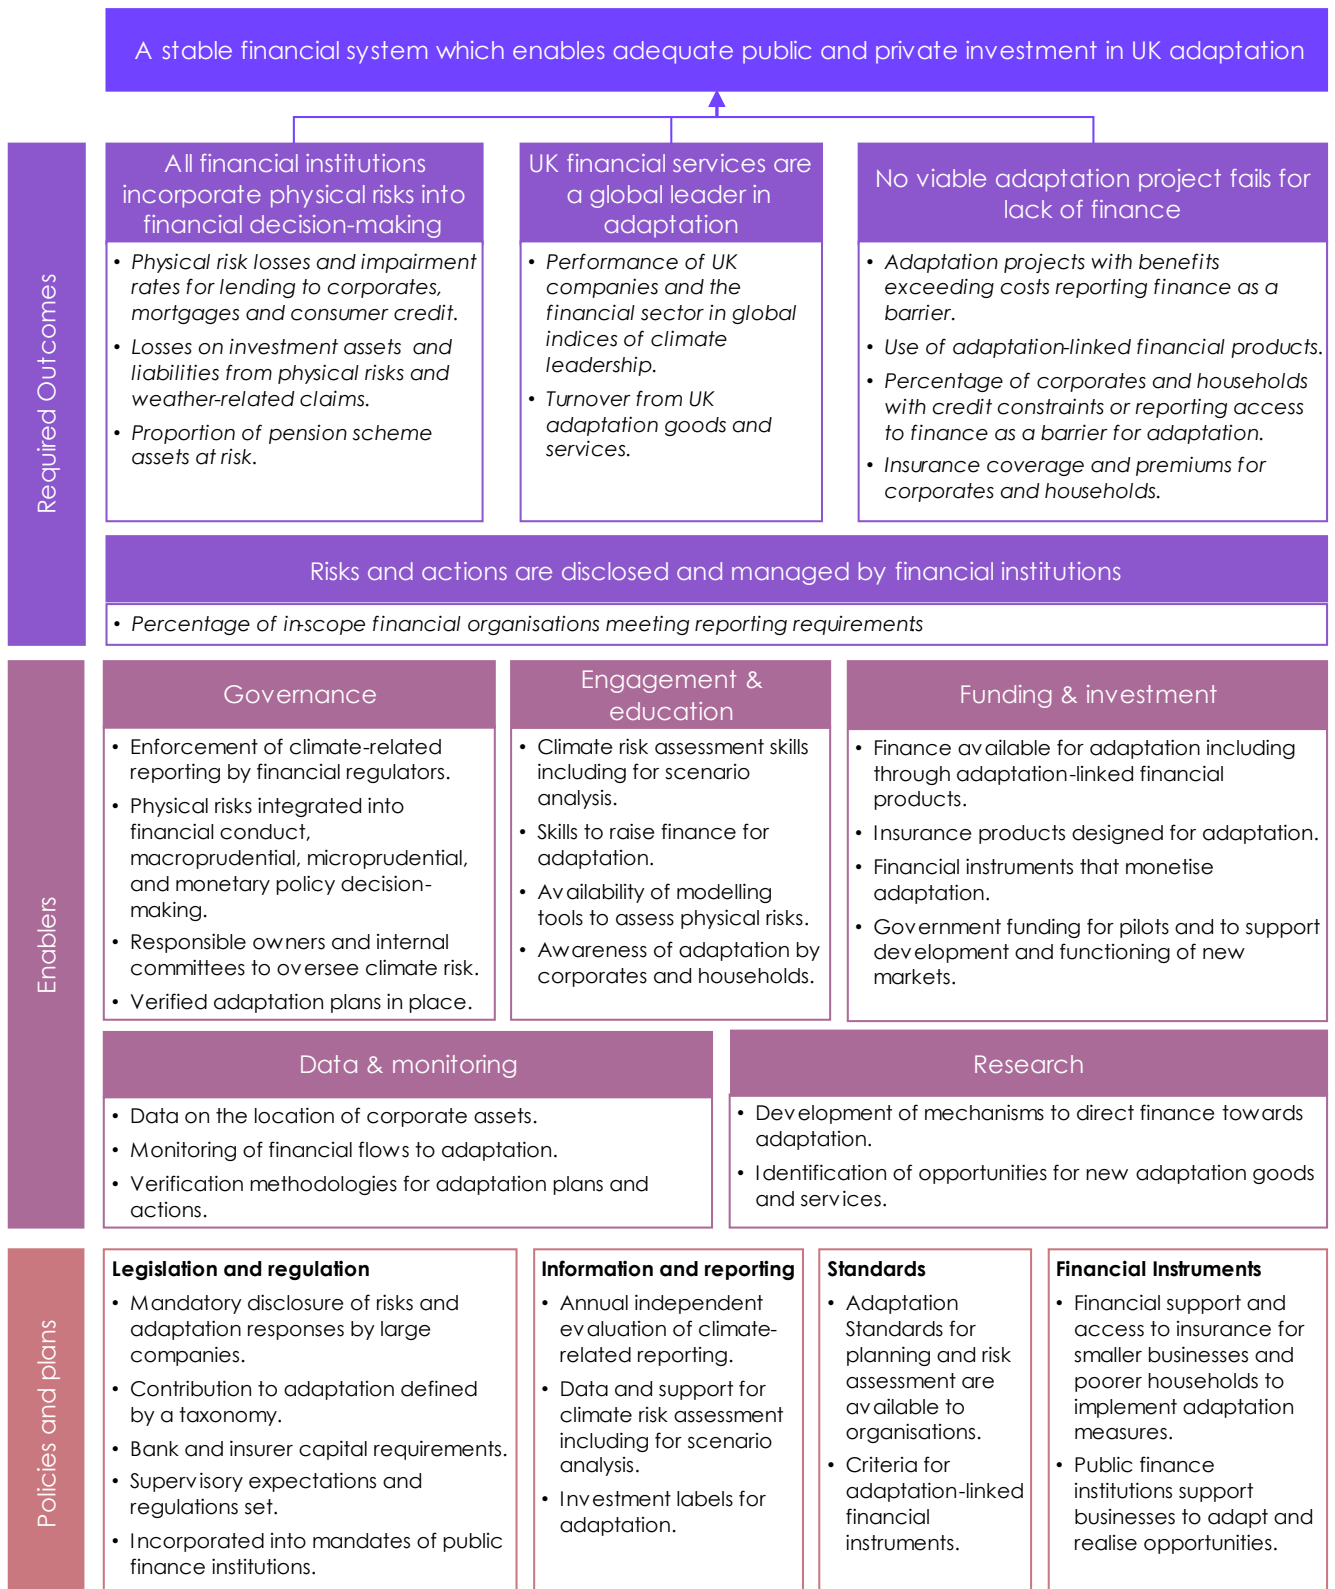 A stable financial system which enables adequate public and private investment in UK adaptation
Required Outcomes
All financial institutions
incorporate physical risks into
financial decision-making
• Physical risk losses and impairment
rates for lending to corporates,
mortgages and consumer credit.
• Losses on investment assets and
liabilities from physical risks and
weather-related claims.
• Proportion of pension scheme
assets at risk.
UK financial services are
a global leader in
adaptation
• Performance of UK
companies and the
financial sector in global
indices of climate
leadership.
• Turnover from UK
adaptation goods and
services.
No viable adaptation project fails for
lack of finance
• Adaptation projects with benefits
exceeding costs reporting finance as a
barrier.
• Use of adaptation-linked financial products.
• Percentage of corporates and households
with credit constraints or reporting access
to finance as a barrier for adaptation.
• Insurance coverage and premiums for
corporates and households.
Risks and actions are disclosed and managed by financial institutions
• Percentage of in-scope financial organisations meeting reporting requirements
Enablers
Governance
• Enforcement of climate-related
reporting by financial regulators.
• Physical risks integrated into
financial conduct,
macroprudential, microprudential,
and monetary policy decision-
making.
• Responsible owners and internal
committees to oversee climate risk.
• Verified adaptation plans in place.
Engagement &
education
• Climate risk assessment skills
including for scenario
analysis.
• Skills to raise finance for
adaptation.
• Availability of modelling
tools to assess physical risks.
• Awareness of adaptation by
corporates and households.
Funding & investment
• Finance available for adaptation including
through adaptation-linked financial
products.
• Insurance products designed for adaptation.
• Financial instruments that monetise
adaptation.
• Government funding for pilots and to support
development and functioning of new
markets.
Data & monitoring
• Data on the location of corporate assets.
• Monitoring of financial flows to adaptation.
• Verification methodologies for adaptation plans and
actions.
Research
• Development of mechanisms to direct finance towards
adaptation.
• Identification of opportunities for new adaptation goods
and services.
Policies and plans
Legislation and regulation
• Mandatory disclosure of risks and
adaptation responses by large
companies.
• Contribution to adaptation defined
by a taxonomy.
• Bank and insurer capital requirements.
• Supervisory expectations and
regulations set.
• Incorporated into mandates of public
finance institutions.
Information and reporting
• Annual independent
evaluation of climate-
related reporting.
• Data and support for
climate risk assessment
including for scenario
analysis.
• Investment labels for
adaptation.
Standards
• Adaptation
Standards for
planning and risk
assessment are
available to
organisations.
• Criteria for
adaptation-linked
financial
instruments.
Financial Instruments
• Financial support and
access to insurance for
smaller businesses and
poorer households to
implement adaptation
measures.
• Public finance
institutions support
businesses to adapt and
realise opportunities.